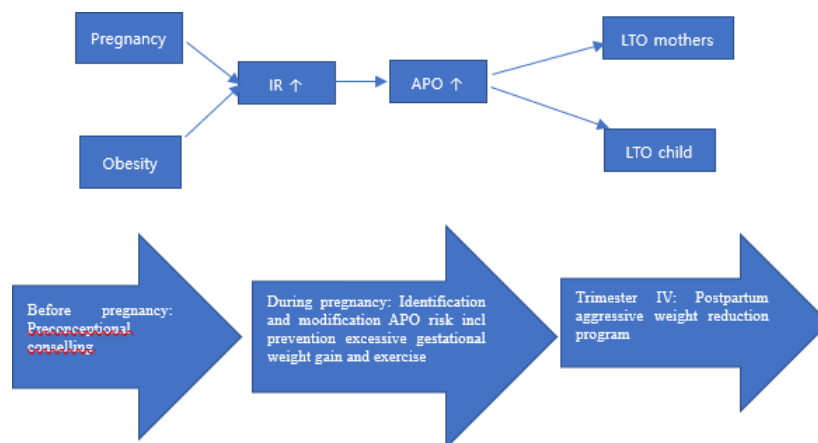 Pregnancy
LTO mothers
IR ↑
APO ↑
Obesity
LTO child
Before pregnancy:
Preconceptional
conselling
During pregnancy: Identification
and modification APO risk incl
prevention excessive gestational
weight gain and exercise
Trimester IV: Postpartum
aggressive weight reduction
program